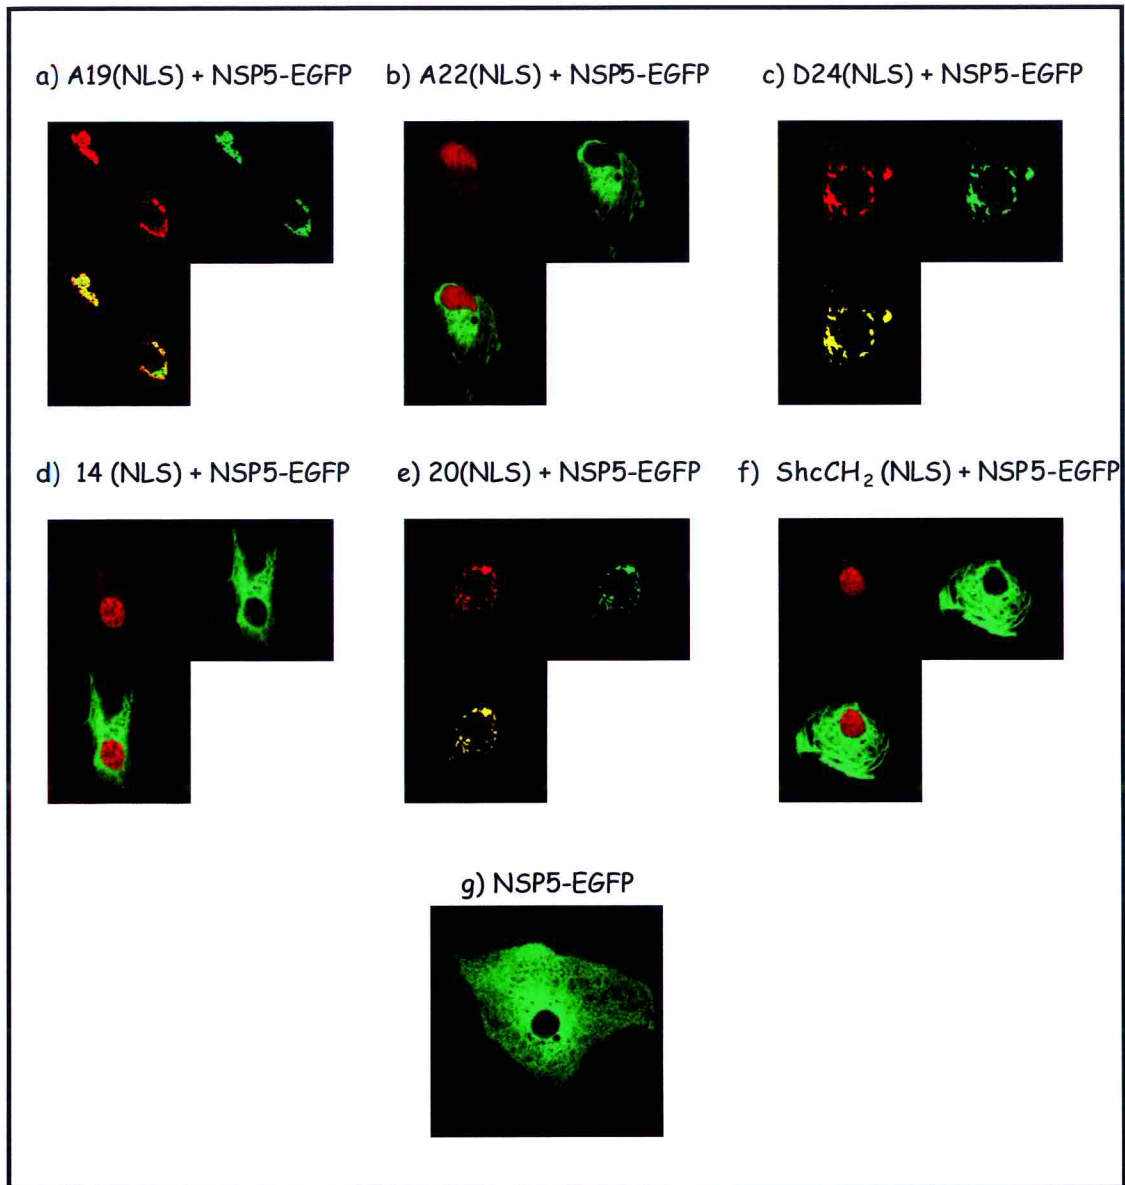 a) A19(NLS) + NSP5-EGFP
b) A22(NLS) + NSP5-EGFP
c) D24(NLS) + NSP5-EGFP
d) 14 (NLS) + NSP5-EGFP
e) 20(NLS) + NSP5-EGFP
f) ShcCH₂ (NLS) + NSP5-EGFP
g) NSP5-EGFP